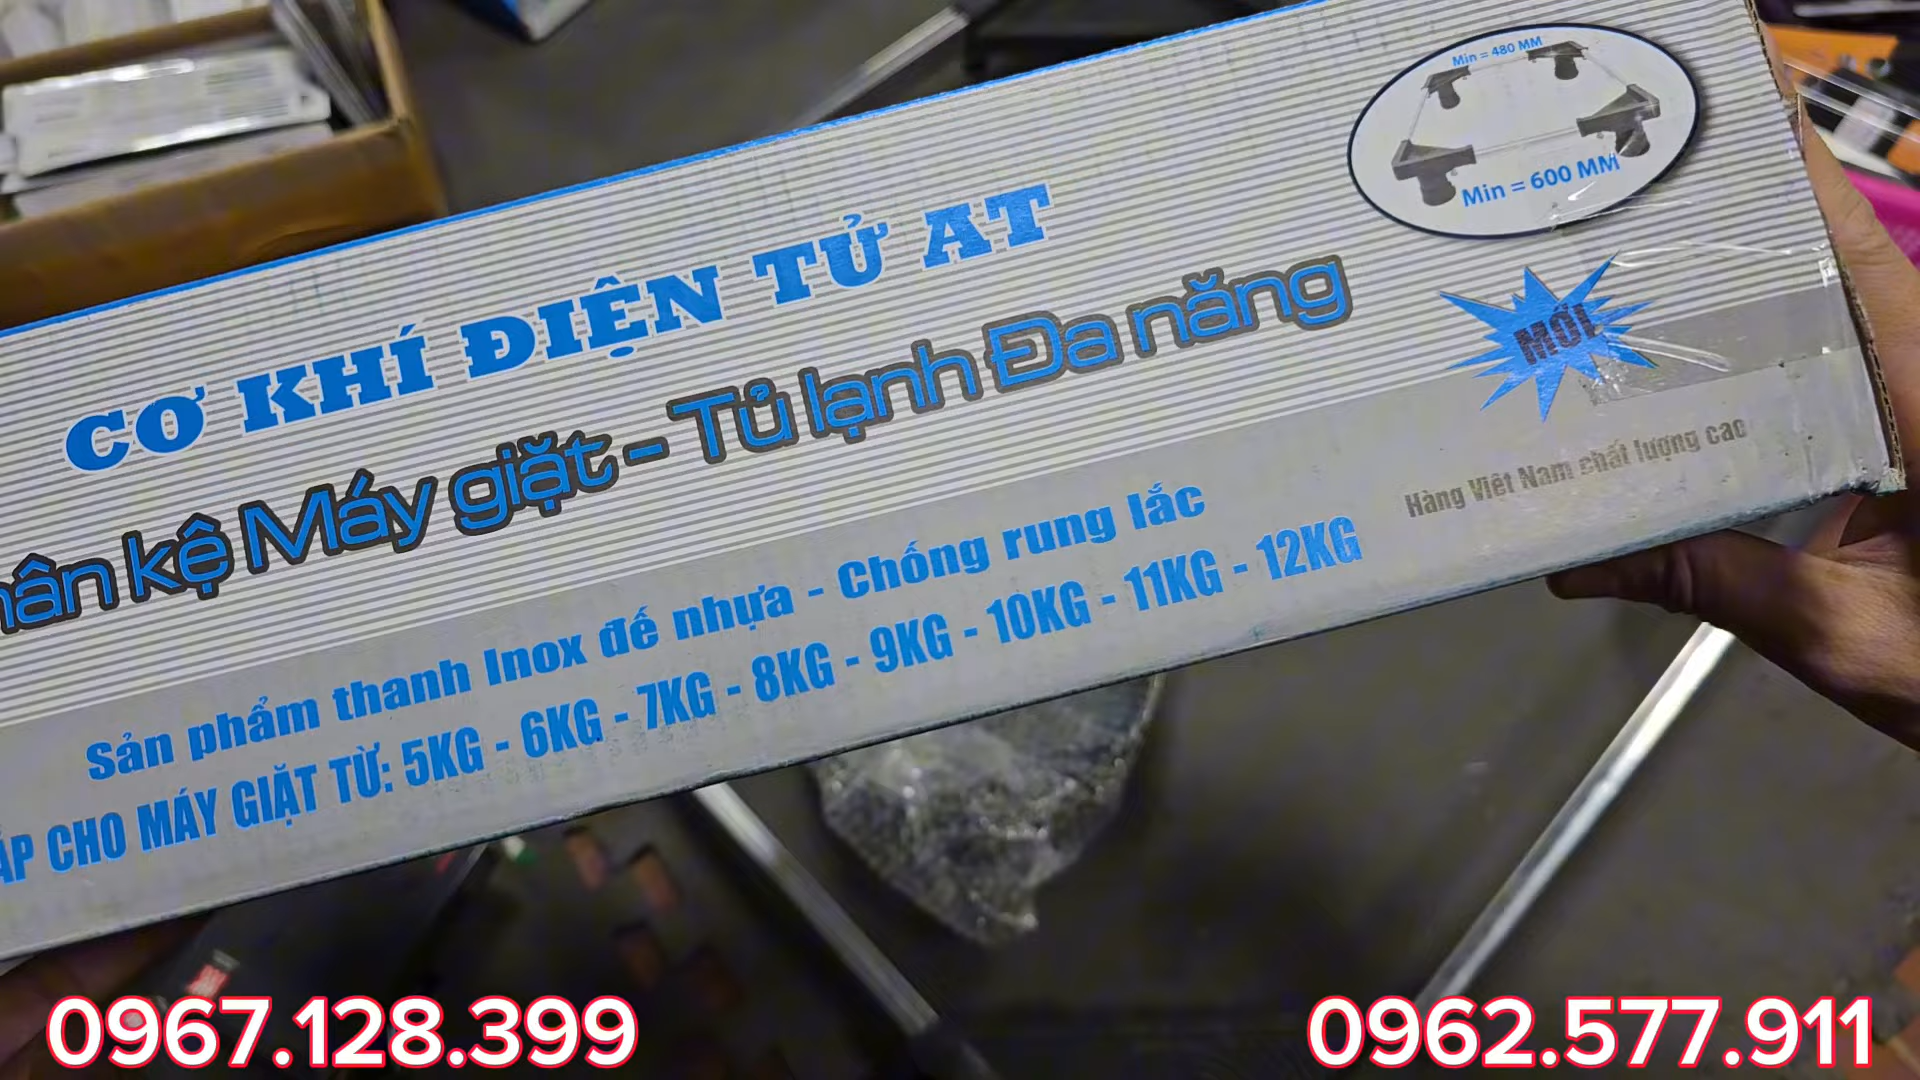 Min = 480 MM
Min = 600 MM
CƠ KHÍ ĐIỆN TỬ AT
kệ Máy giặt - Tủ lạnh Đa năng
MỚI
Sản phẩm thanh Inox đế nhựa - Chống rung lắc
Hàng Việt Nam chất lượng cao
CHO MÁY GIẶT TỪ: 5KG - 6KG - 7KG - 8KG - 9KG - 10KG - 11KG - 12KG
0967.128.399
0962.577.911